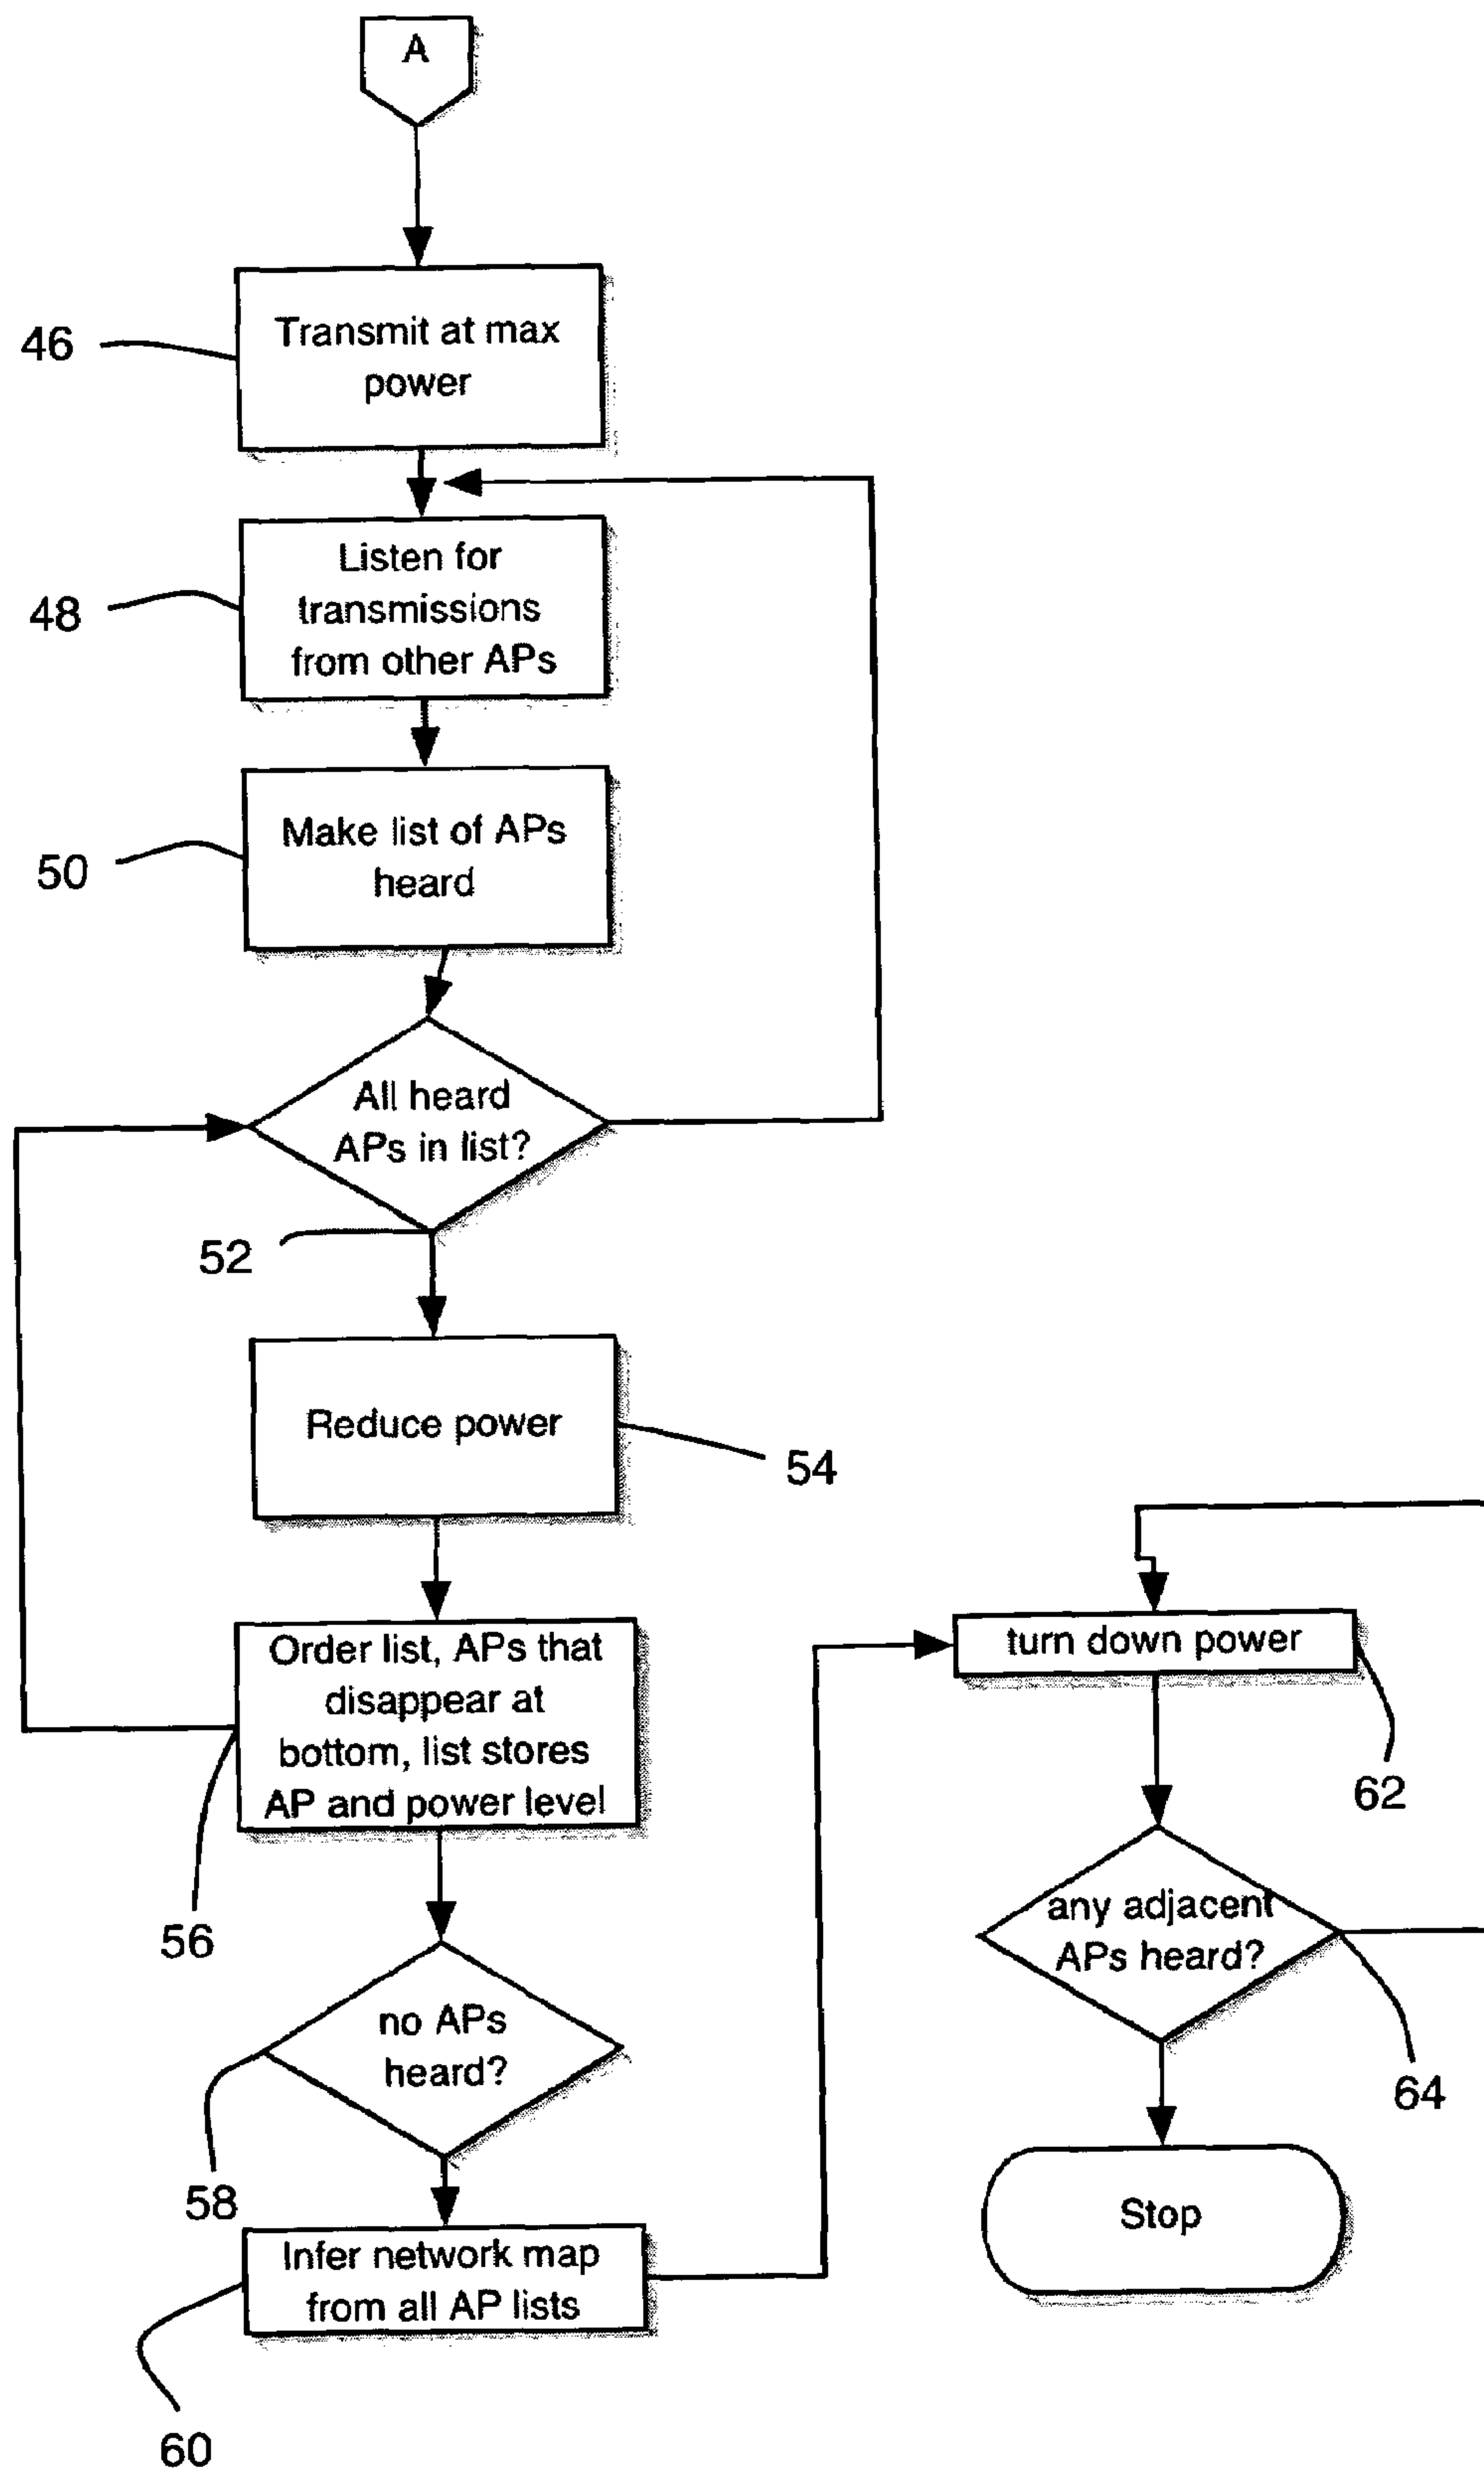 A
Transmit at max
power
46
Listen for
transmissions
from other APs
48
Make list of APs
heard
50
All heard
APs in list?
52
Reduce power
54
Order list, APs that
disappear at
bottom, list stores
AP and power level
56
no APs
heard?
58
Infer network map
from all AP lists
60
turn down power
62
any adjacent
APs heard?
64
Stop